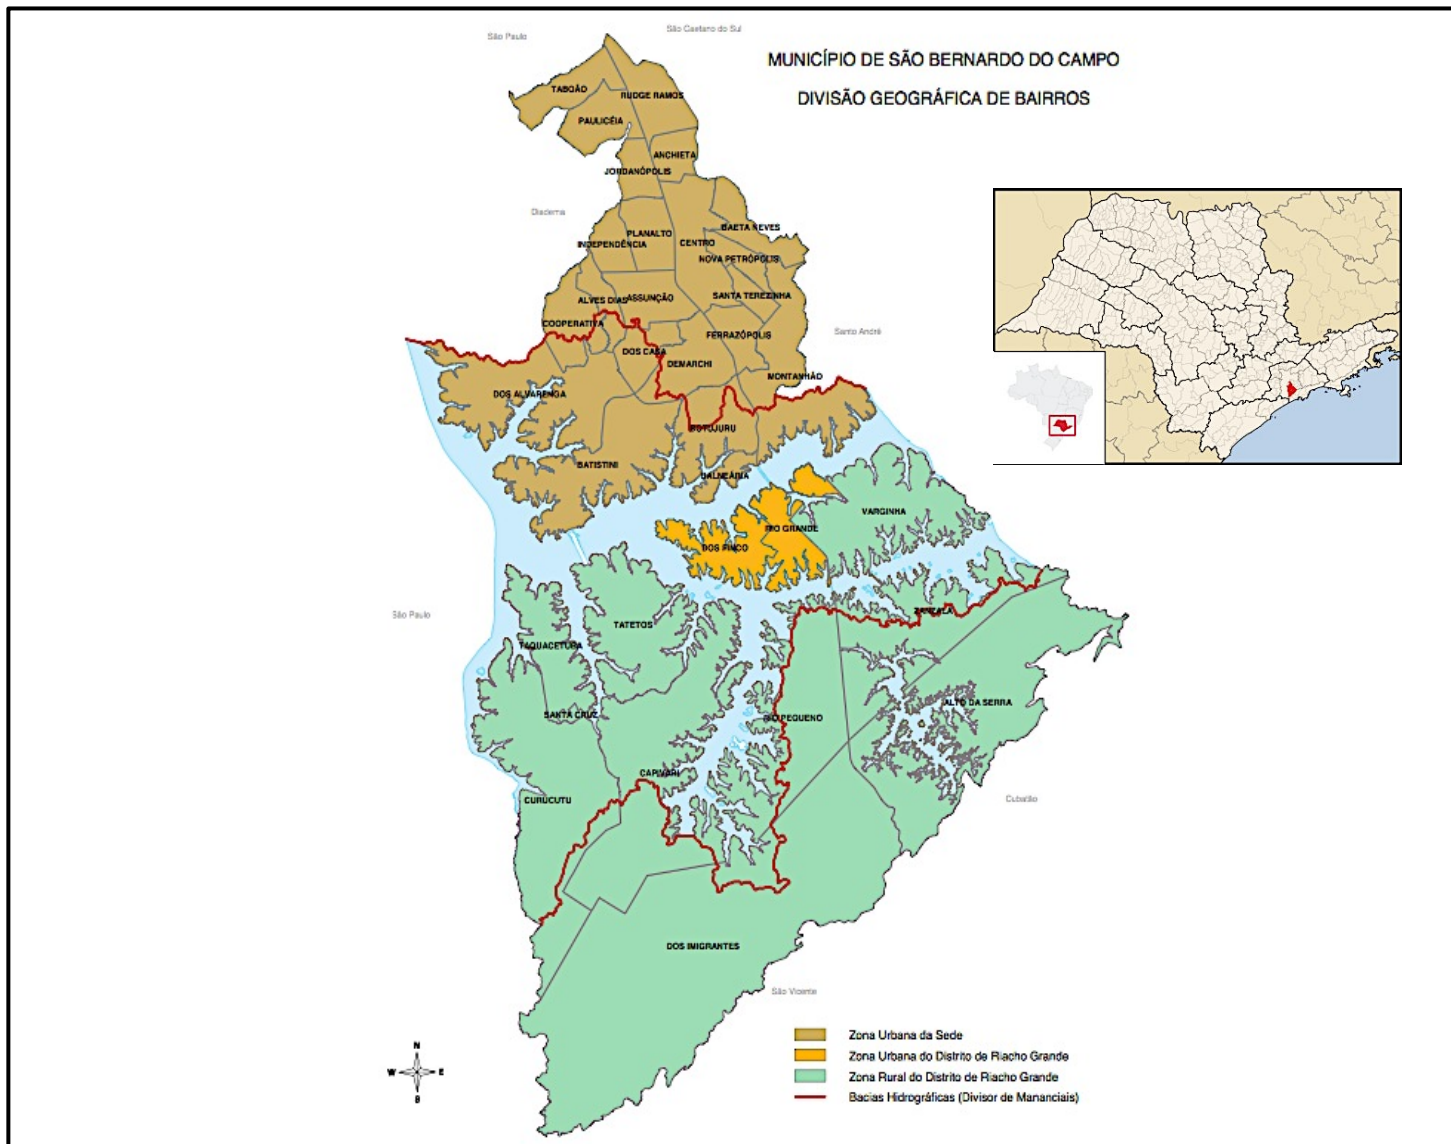 São Paulo
São Caetano do Sul
MUNICÍPIO DE SÃO BERNARDO DO CAMPO
DIVISÃO GEOGRÁFICA DE BAIRROS
TABOÃO
RUDGE RAMOS
PAULICÉIA
ANCHIETA
JORDANÓPOLIS
Diadema
BAETA NEVES
PLANALTO
INDEPENDÊNCIA
CENTRO
NOVA PETRÓPOLIS
ALVES DIAS
ASSUNÇÃO
SANTA TEREZINHA
COOPERATIVA
FERRAZÓPOLIS
Santo André
DOS CASA
DEMARCHI
MONTANHÃO
DOS ALVARENGA
BOTUJURU
BATISTINI
BALNEÁRIA
VARGINHA
RIO GRANDE
DOS FINCO
São Paulo
TATETOS
ZANZALA
TAQUACETUBA
SANTA CRUZ
RIO PEQUENO
ALTO DA SERRA
CAPIVARI
CURUCUTU
Cubatão
DOS IMIGRANTES
São Vicente
Zona Urbana da Sede
Zona Urbana do Distrito de Riacho Grande
Zona Rural do Distrito de Riacho Grande
Bacias Hidrográficas (Divisor de Mananciais)
N
W
E
S